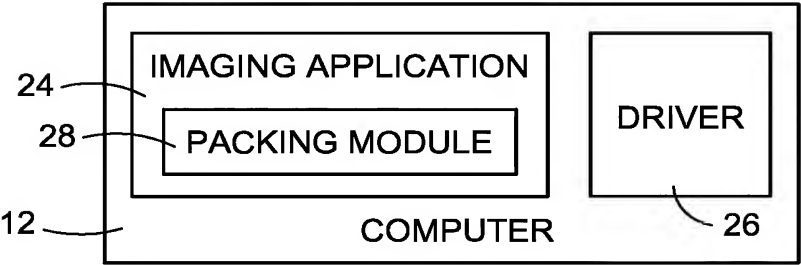 IMAGING APPLICATION
24
28
PACKING MODULE
DRIVER
12
COMPUTER
26